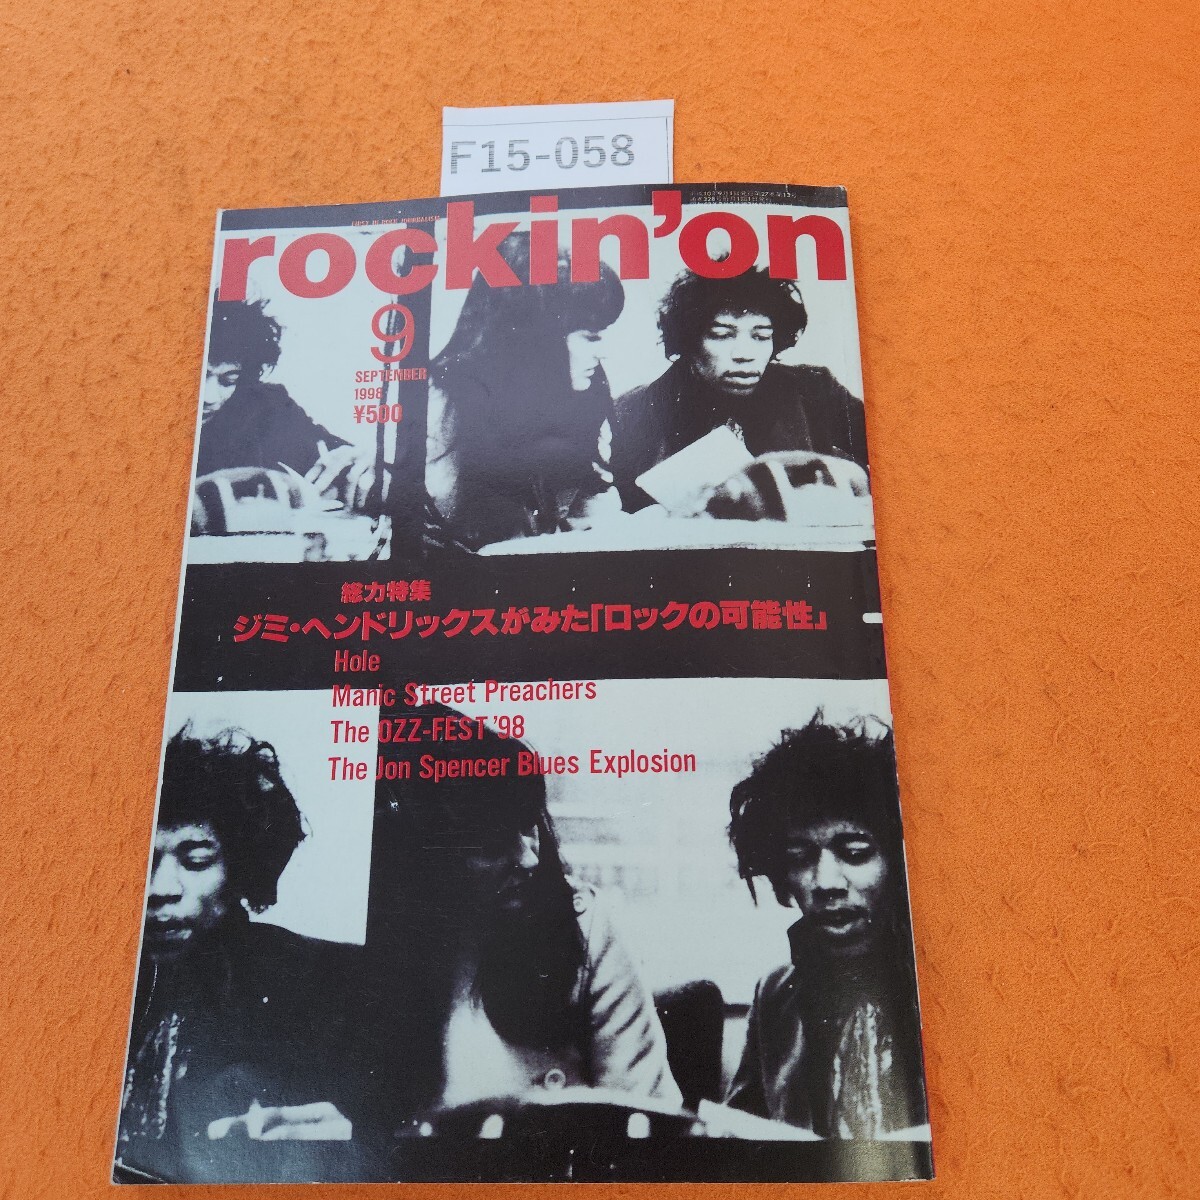 F15-058
rockin'on
9
SEPTEMBER
1998
¥500
総力特集
ジミ・ヘンドリックスがみた「ロックの可能性」
Hole
Manic Street Preachers
The OZZ-FEST '98
The Jon Spencer Blues Explosion